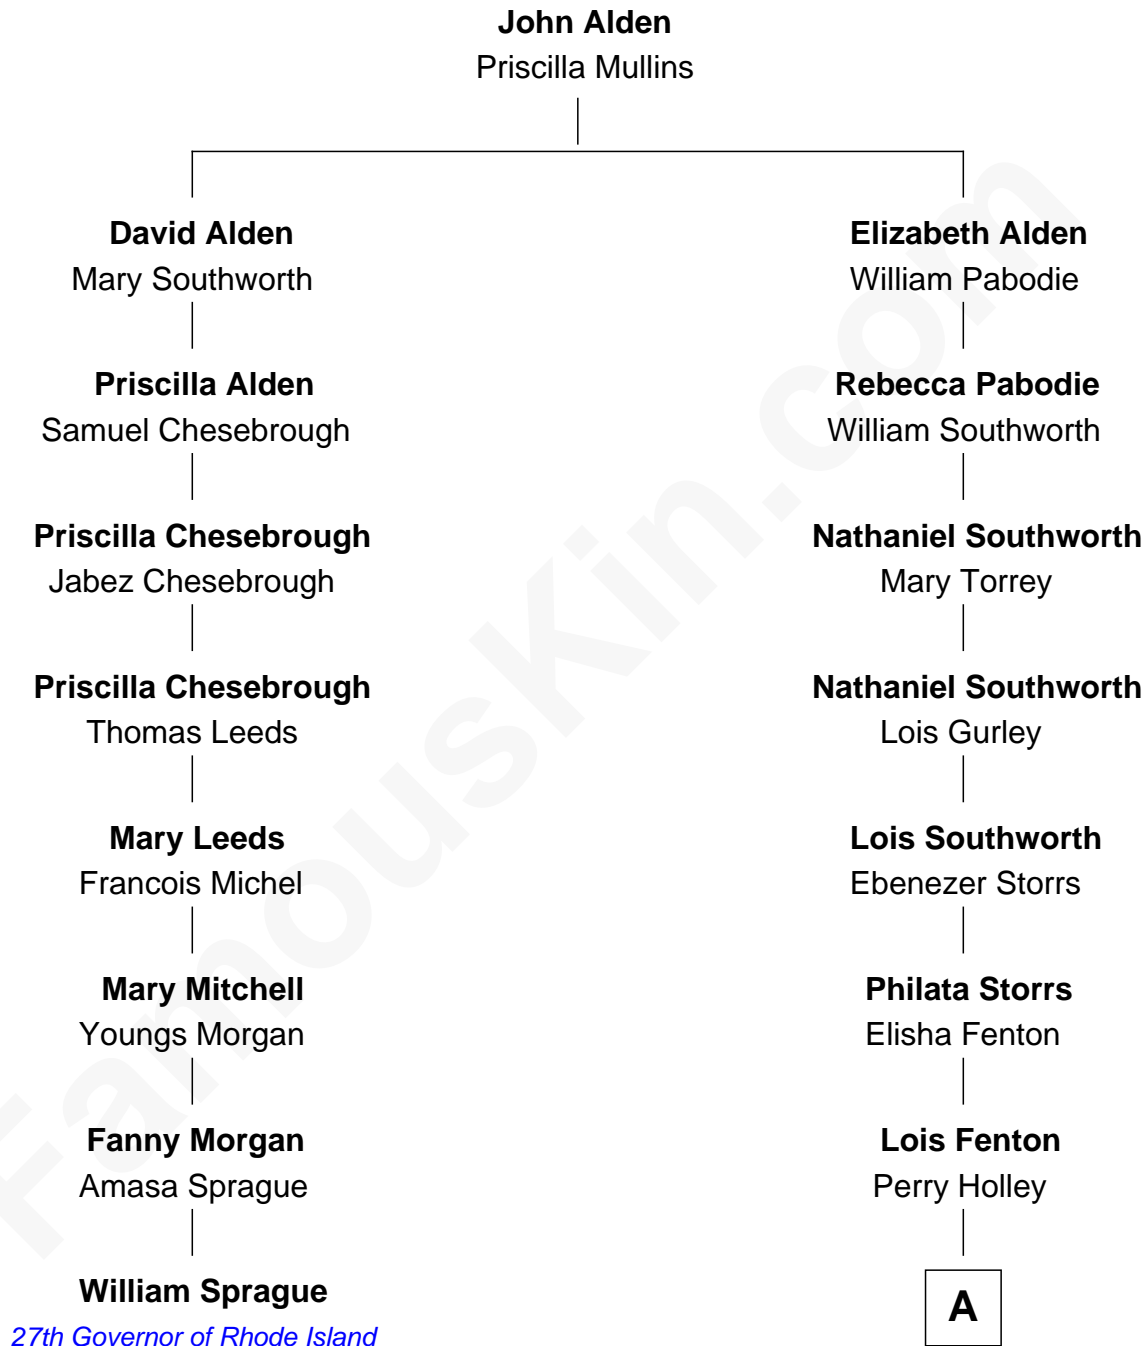 John Alden
Priscilla Mullins
David Alden
Mary Southworth
Elizabeth Alden
William Pabodie
Priscilla Alden
Samuel Chesebrough
Rebecca Pabodie
William Southworth
Priscilla Chesebrough
Jabez Chesebrough
Nathaniel Southworth
Mary Torrey
Priscilla Chesebrough
Thomas Leeds
Nathaniel Southworth
Lois Gurley
Mary Leeds
Francois Michel
Lois Southworth
Ebenezer Storrs
Mary Mitchell
Youngs Morgan
Philata Storrs
Elisha Fenton
Fanny Morgan
Amasa Sprague
Lois Fenton
Perry Holley
William Sprague
27th Governor of Rhode Island
A
FamousKin.com